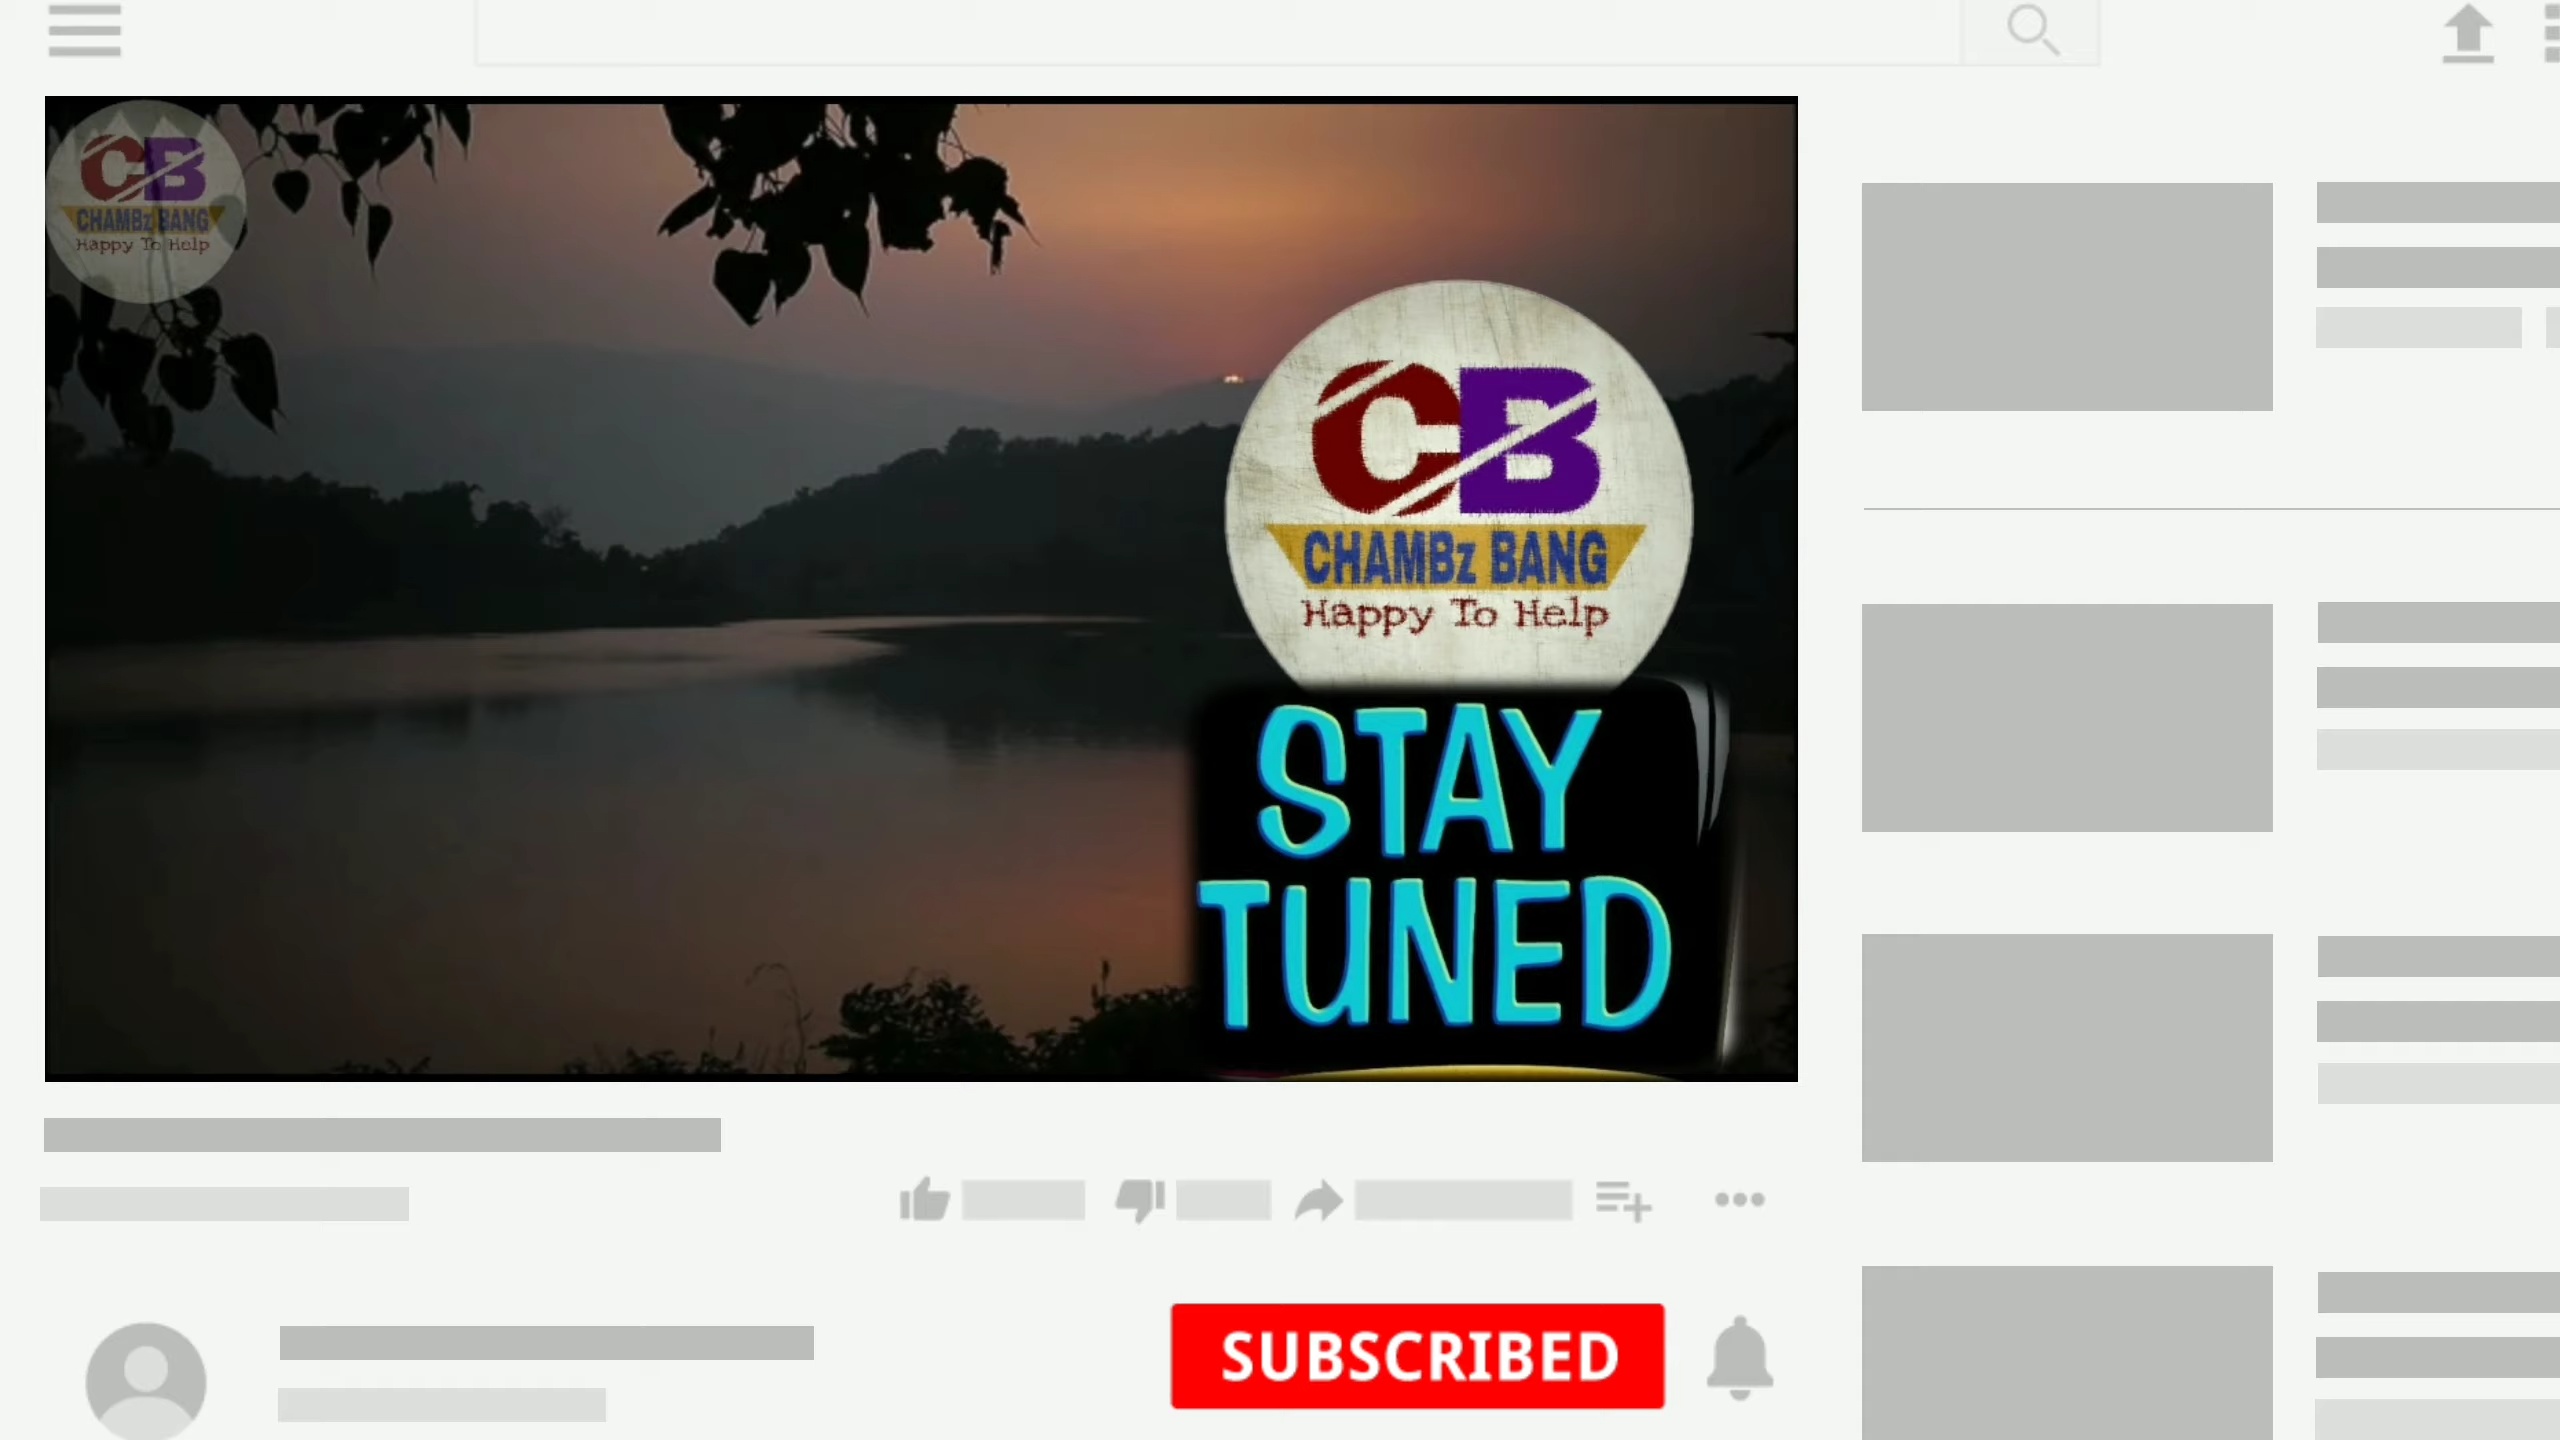 CB
CHAMBz BANG
Happy To Help
CB
CHAMBz BANG
Happy To Help
STAY
TUNED
SUBSCRIBED